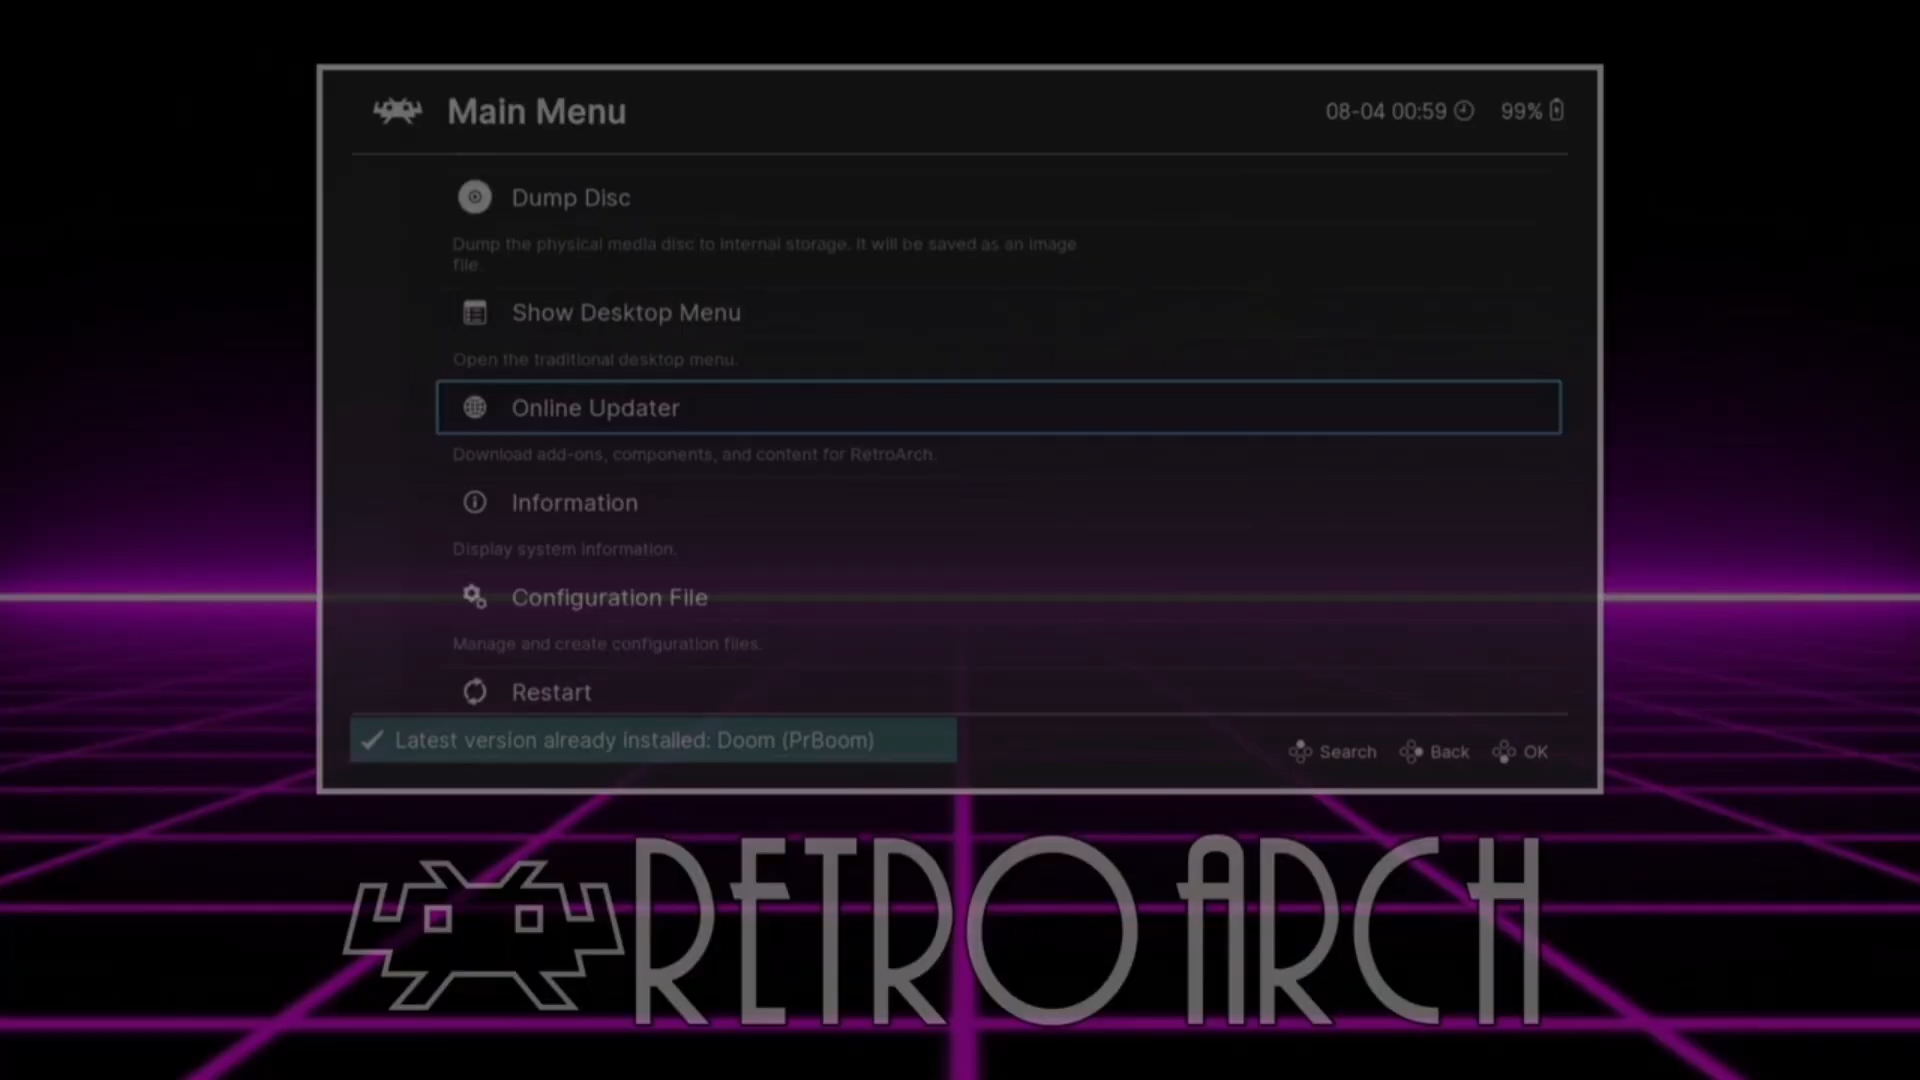 Main Menu
08-04 00:59
99%
Dump Disc
Dump the physical media disc to internal storage. It will be saved as an image
file.
Show Desktop Menu
Open the traditional desktop menu.
Online Updater
Download add-ons, components, and content for RetroArch.
Information
Display system information.
Configuration File
Manage and create configuration files.
Restart
Latest version already installed: Doom (PrBoom)
Search
Back
OK
RETROARCH